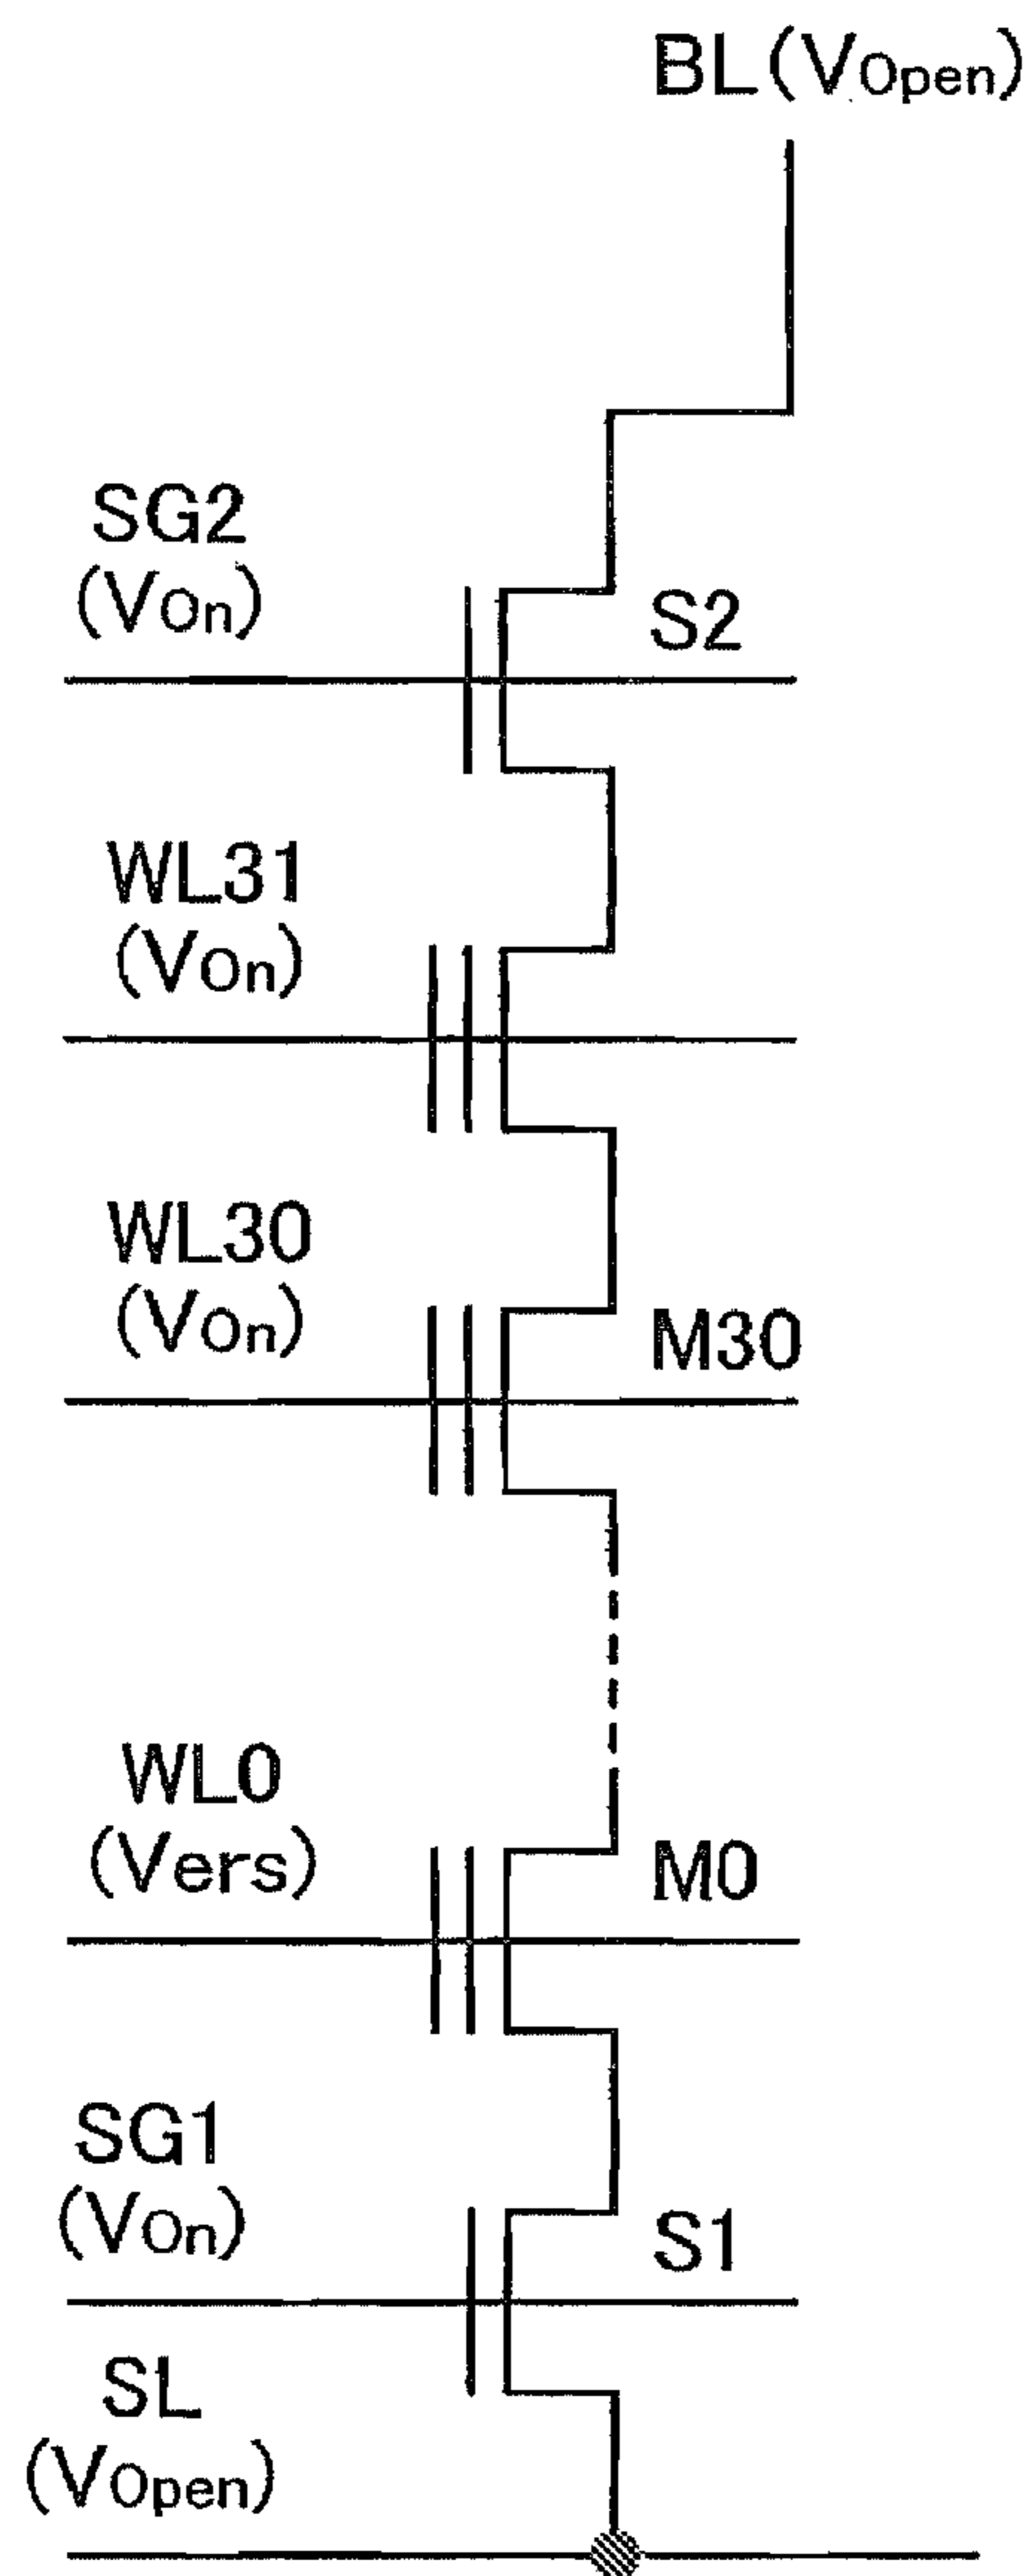 BL(VOpen)
SG2
(VOn)
S2
WL31
(VOn)
WL30
(VOn)
M30
WL0
(Vers)
M0
SG1
(VOn)
S1
SL
(VOpen)